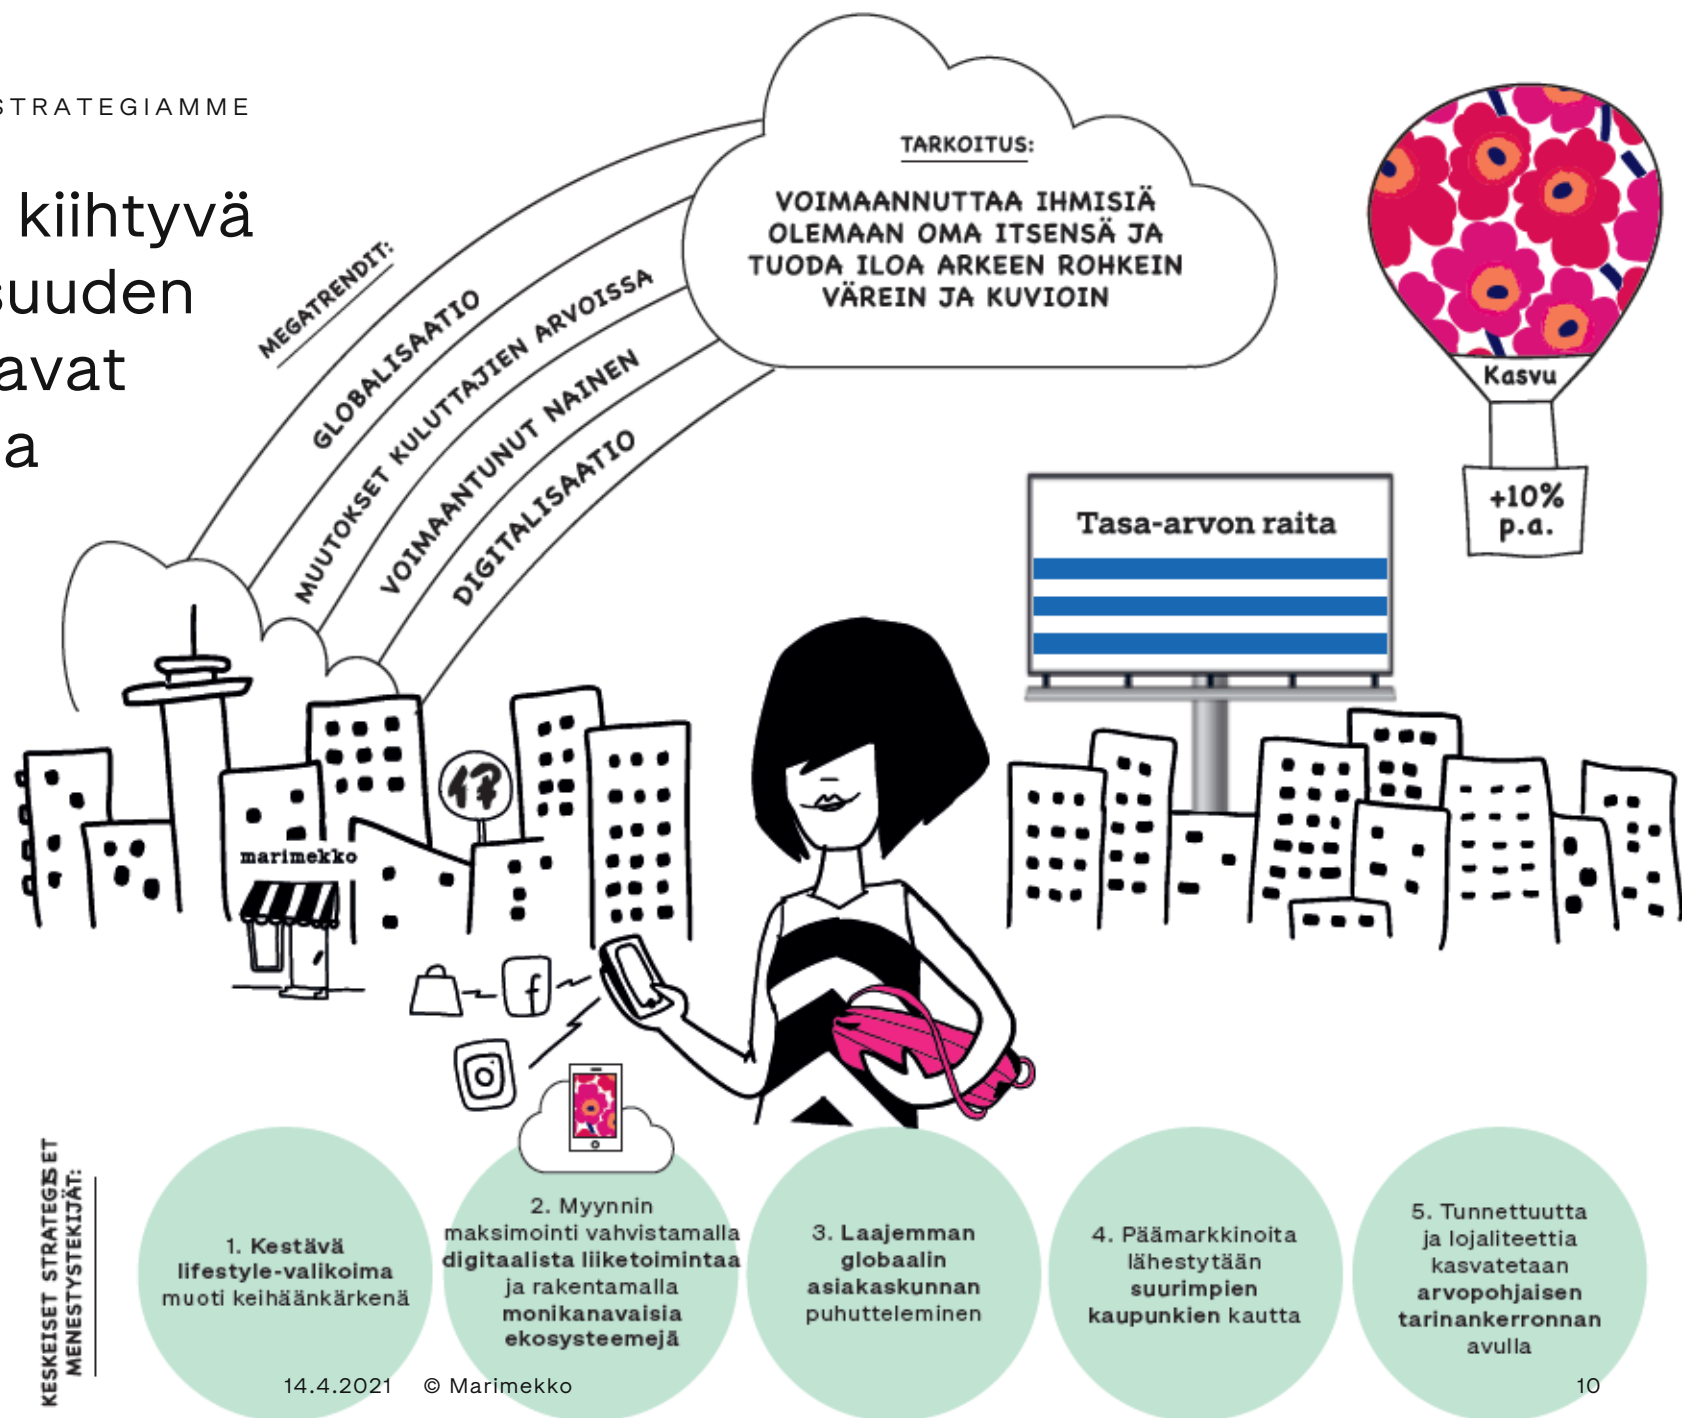 STRATEGIAMME
kiihtyvä
suuden
avat
a
MEGATRENDIT:
GLOBALISAATIO
MUUTOKSET KULUTTAJIEN ARVOISSA
VOIMAANTUNUT NAINEN
DIGITALISAATIO
TARKOITUS:
VOIMAANNUTTAA IHMISIÄ
OLEMAAN OMA ITSENSÄ JA
TUODA ILOA ARKEEN ROHKEIN
VÄREIN JA KUVIOIN
Kasvu
+10%
p.a.
Tasa-arvon raita
marimekko
f
KESKEISET STRATEGISET
MENESTYSTEKIJÄT:
1. Kestävä
lifestyle-valikoima
muoti keihäänkärkenä
2. Myynnin
maksimointi vahvistamalla
digitaalista liiketoimintaa
ja rakentamalla
monikanavaisia
ekosysteemejä
3. Laajemman
globaalin
asiakaskunnan
puhutteleminen
4. Päämarkkinoita
lähestytään
suurimpien
kaupunkien kautta
5. Tunnettuutta
ja lojaliteettia
kasvatetaan
arvopohjaisen
tarinankerronnan
avulla
14.4.2021 © Marimekko
10